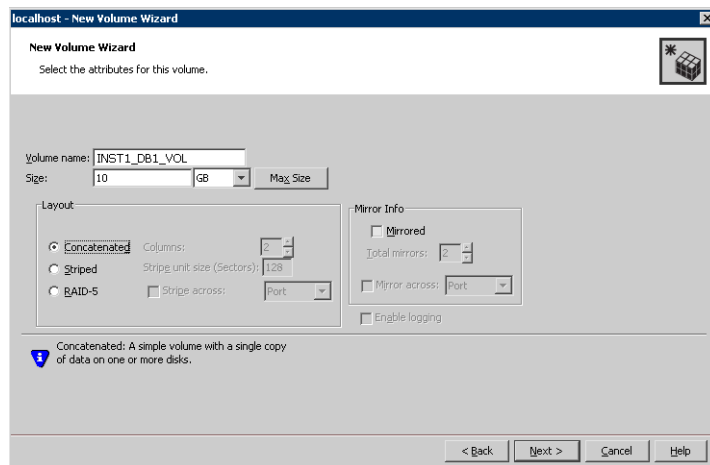 localhost - New Volume Wizard
New Volume Wizard
Select the attributes for this volume.
Volume name: INST1_DB1_VOL
Size: 10 GB Max Size
Layout
Concatenated Columns: 2
Striped Stripe unit size (Sectors): 128
RAID-5 Stripe across: Port
Mirror Info
Mirrored
Total mirrors: 2
Mirror across: Port
Enable logging
Concatenated: A simple volume with a single copy
of data on one or more disks.
< Back Next > Cancel Help